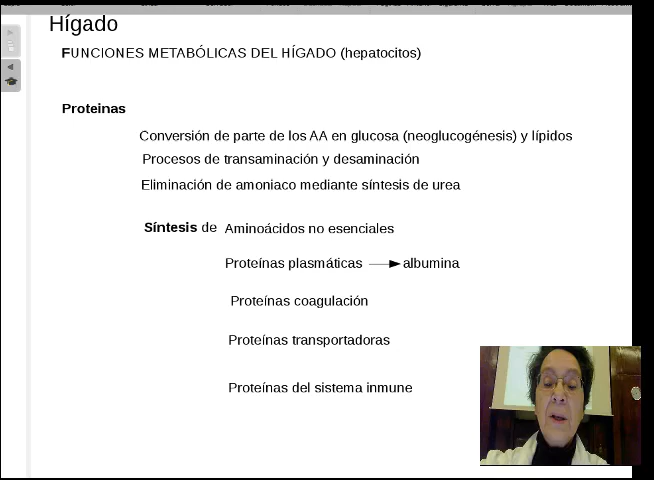 Hígado
FUNCIONES METABÓLICAS DEL HÍGADO (hepatocitos)
Proteinas
Conversión de parte de los AA en glucosa (neoglucogénesis) y lípidos
Procesos de transaminación y desaminación
Eliminación de amoniaco mediante síntesis de urea
Síntesis de Aminoácidos no esenciales
Proteínas plasmáticas → albumina
Proteínas coagulación
Proteínas transportadoras
Proteínas del sistema inmune